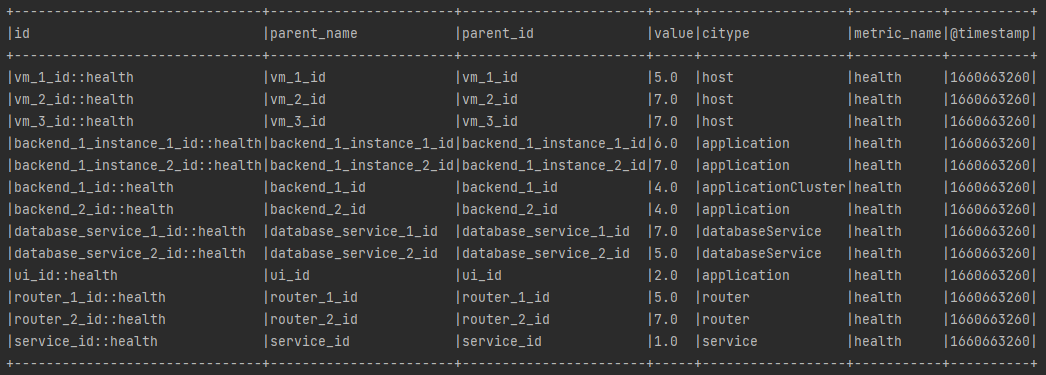 +-------------------------------+-----------------------+-----------------------+-----+------------------+-----------+----------+
|id                             |parent_name            |parent_id              |value|citype            |metric_name|@timestamp|
+-------------------------------+-----------------------+-----------------------+-----+------------------+-----------+----------+
|vm_1_id::health                |vm_1_id                |vm_1_id                |5.0  |host              |health     |1660663260|
|vm_2_id::health                |vm_2_id                |vm_2_id                |7.0  |host              |health     |1660663260|
|vm_3_id::health                |vm_3_id                |vm_3_id                |7.0  |host              |health     |1660663260|
|backend_1_instance_1_id::health|backend_1_instance_1_id|backend_1_instance_1_id|6.0  |application       |health     |1660663260|
|backend_1_instance_2_id::health|backend_1_instance_2_id|backend_1_instance_2_id|7.0  |application       |health     |1660663260|
|backend_1_id::health           |backend_1_id           |backend_1_id           |4.0  |applicationCluster|health     |1660663260|
|backend_2_id::health           |backend_2_id           |backend_2_id           |4.0  |application       |health     |1660663260|
|database_service_1_id::health  |database_service_1_id  |database_service_1_id  |7.0  |databaseService   |health     |1660663260|
|database_service_2_id::health  |database_service_2_id  |database_service_2_id  |5.0  |databaseService   |health     |1660663260|
|ui_id::health                  |ui_id                  |ui_id                  |2.0  |application       |health     |1660663260|
|router_1_id::health            |router_1_id            |router_1_id            |5.0  |router            |health     |1660663260|
|router_2_id::health            |router_2_id            |router_2_id            |7.0  |router            |health     |1660663260|
|service_id::health             |service_id             |service_id             |1.0  |service           |health     |1660663260|
+-------------------------------+-----------------------+-----------------------+-----+------------------+-----------+----------+